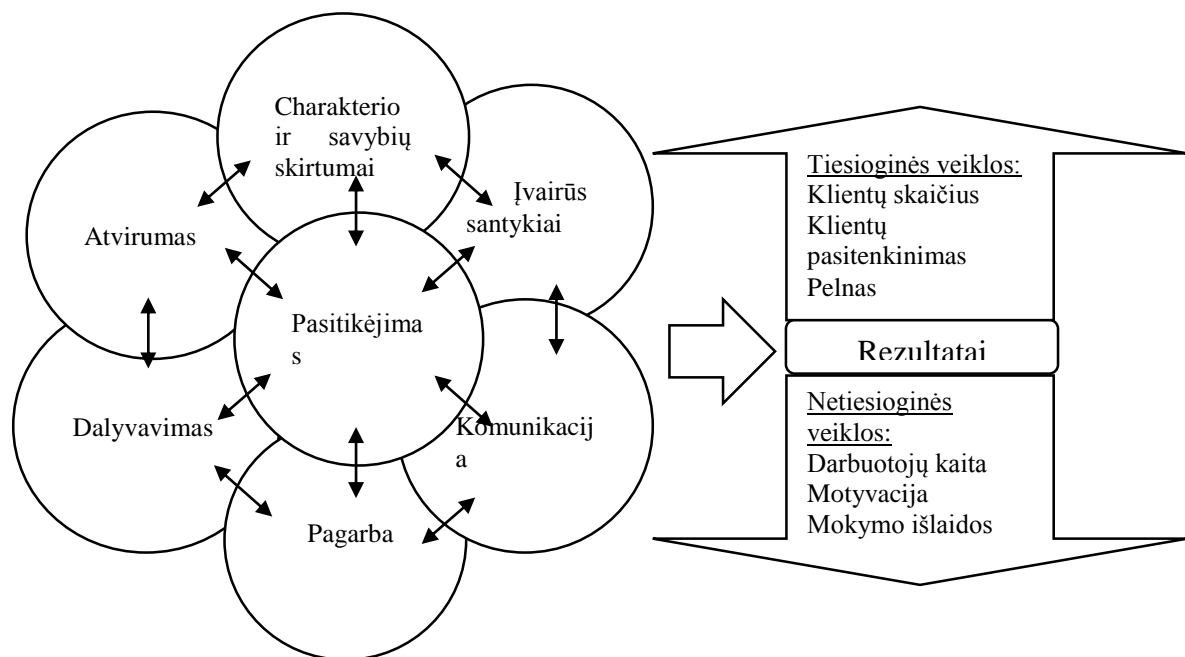 Charakterio
ir savybių
skirtumai
Įvairūs
santykiai
Atvirumas
Pasitikėjima
s
Dalyvavimas
Komunikacij
a
Pagarba
Tiesioginės veiklos:
Klientų skaičius
Klientų
pasitenkinimas
Pelnas
Rezultatai
Netiesioginės
veiklos:
Darbuotojų kaita
Motyvacija
Mokymo išlaidos